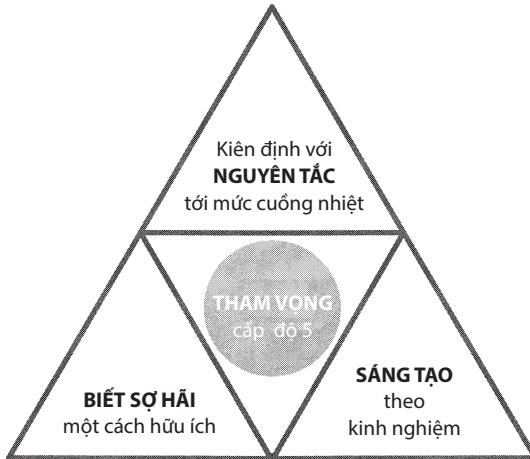 Kiên định với
NGUYÊN TẮC
tới mức cuồng nhiệt
THAM VỌNG
cấp độ 5
BIẾT SỢ HÃI
một cách hữu ích
SÁNG TẠO
theo
kinh nghiệm